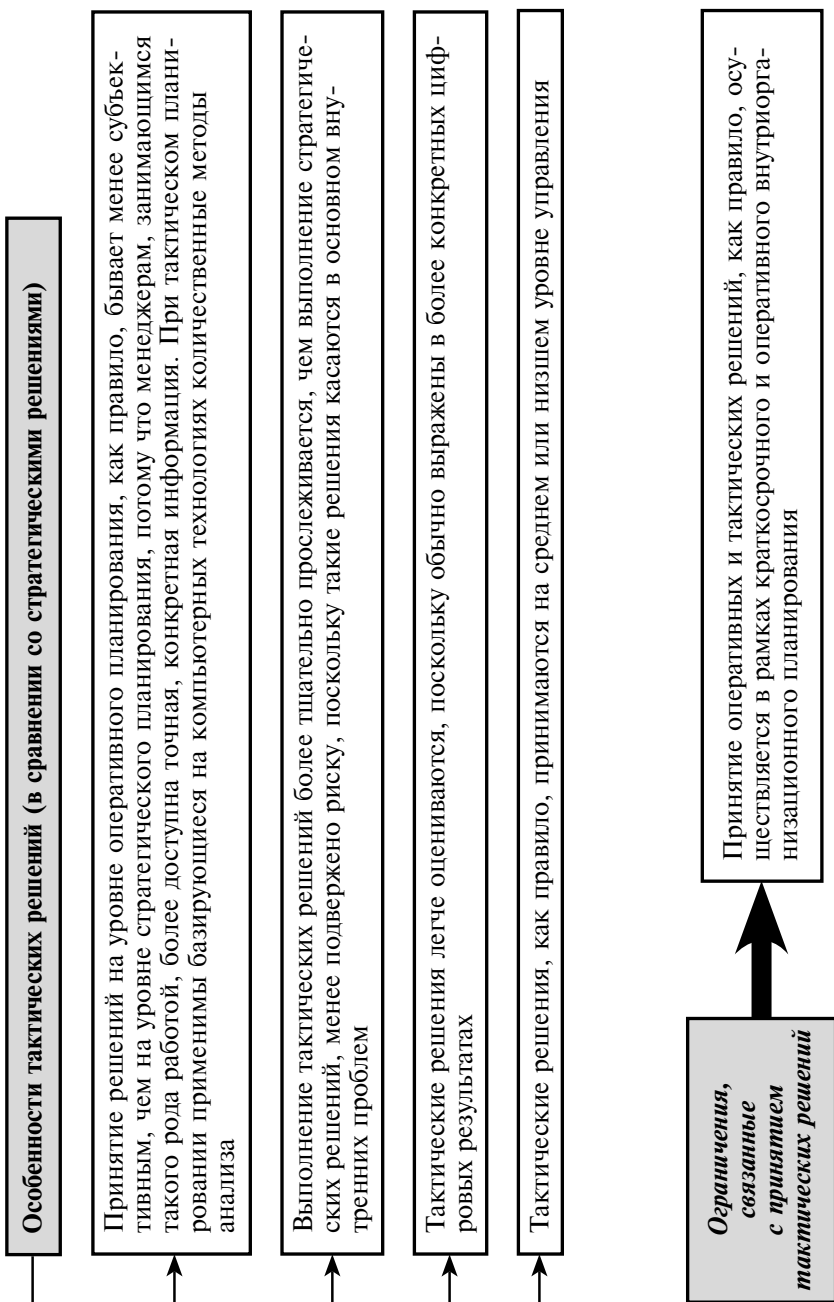 Особенности тактических решений (в сравнении со стратегическими решениями)
Принятие решений на уровне оперативного планирования, как правило, бывает менее субъек-
тивным, чем на уровне стратегического планирования, потому что менеджерам, занимающимся
такого рода работой, более доступна точная, конкретная информация. При тактическом плани-
ровании применимы базирующиеся на компьютерных технологиях количественные методы
анализа
Выполнение тактических решений более тщательно прослеживается, чем выполнение стратегиче-
ских решений, менее подвержено риску, поскольку такие решения касаются в основном вну-
тренних проблем
Тактические решения легче оцениваются, поскольку обычно выражены в более конкретных циф-
ровых результатах
Тактические решения, как правило, принимаются на среднем или низшем уровне управления
Ограничения,
связанные
с принятием
тактических решений
Принятие оперативных и тактических решений, как правило, осу-
ществляется в рамках краткосрочного и оперативного внутриорга-
низационного планирования